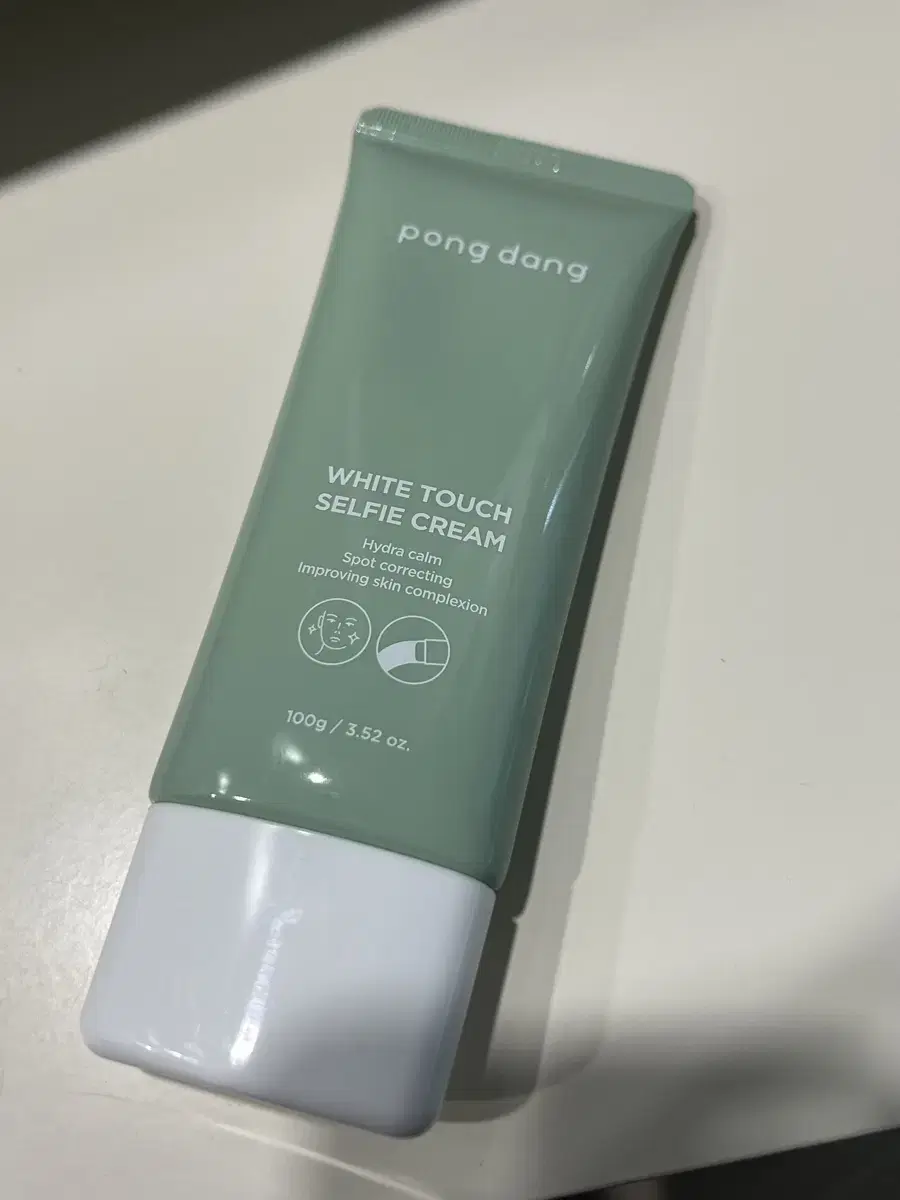 pong dang
WHITE TOUCH
SELFIE CREAM
Hydra calm
Spot correcting
Improving skin complexion
100g / 3.52 oz.